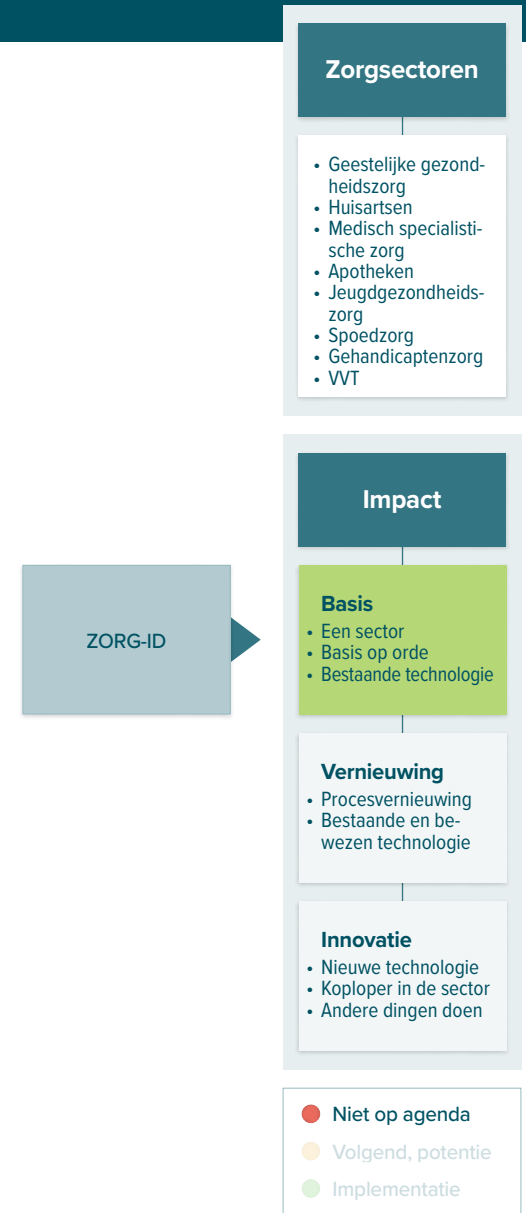 Zorgsectoren
• Geestelijke gezond-
heidszorg
• Huisartsen
• Medisch specialisti-
sche zorg
• Apotheken
• Jeugdgezondheids-
zorg
• Spoedzorg
• Gehandicaptenzorg
• VVT
Impact
ZORG-ID
Basis
• Een sector
• Basis op orde
• Bestaande technologie
Vernieuwing
• Procesvernieuwing
• Bestaande en be-
wezen technologie
Innovatie
• Nieuwe technologie
• Koploper in de sector
• Andere dingen doen
Niet op agenda
Volgend, potentie
Implementatie